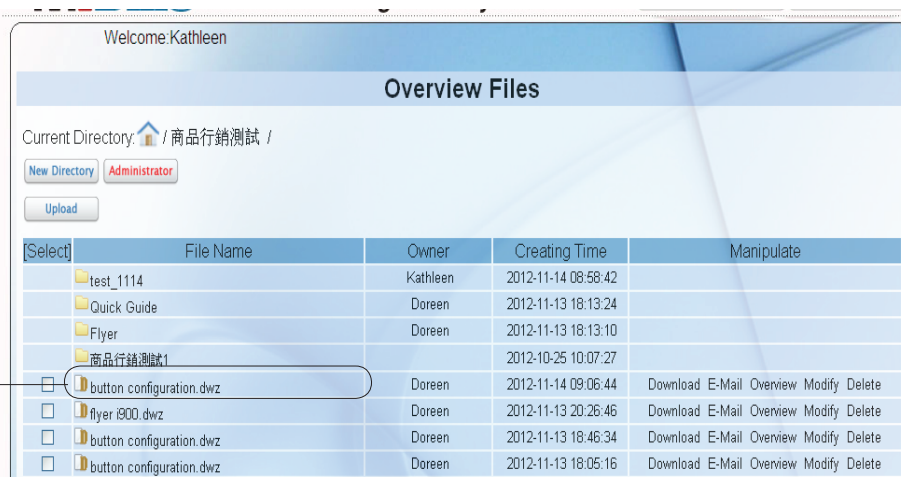 Welcome:Kathleen
Overview Files
Current Directory: / 商品行銷測試 /
New Directory Administrator
Upload
[Select] File Name Owner Creating Time Manipulate
test_1114 Kathleen 2012-11-14 08:58:42
Quick Guide Doreen 2012-11-13 18:13:24
Flyer Doreen 2012-11-13 18:13:10
商品行銷測試1 2012-10-25 10:07:27
button configuration.dwz Doreen 2012-11-14 09:06:44 Download E-Mail Overview Modify Delete
flyer i900.dwz Doreen 2012-11-13 20:26:46 Download E-Mail Overview Modify Delete
button configuration.dwz Doreen 2012-11-13 18:46:34 Download E-Mail Overview Modify Delete
button configuration.dwz Doreen 2012-11-13 18:05:16 Download E-Mail Overview Modify Delete